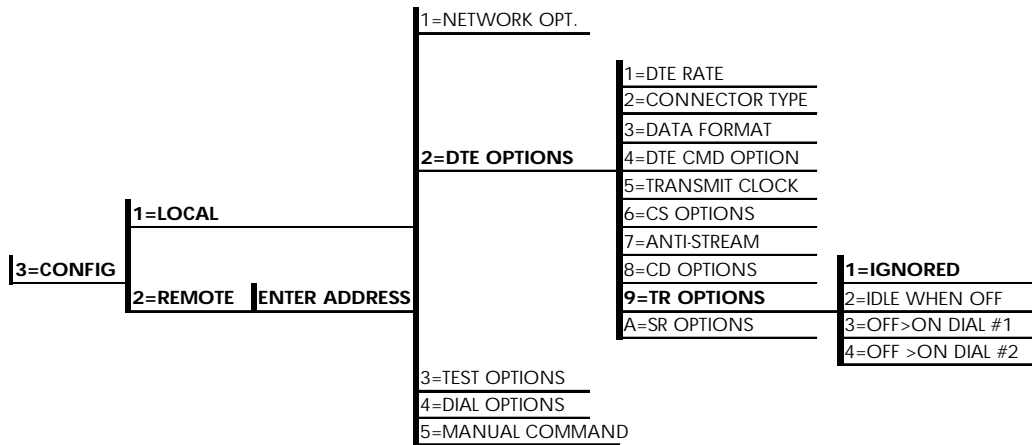 1=NETWORK OPT.
1=DTE RATE
2=CONNECTOR TYPE
3=DATA FORMAT
2=DTE OPTIONS
4=DTE CMD OPTION
5=TRANSMIT CLOCK
1=LOCAL
6=CS OPTIONS
7=ANTI-STREAM
3=CONFIG
8=CD OPTIONS
1=IGNORED
2=REMOTE
ENTER ADDRESS
9=TR OPTIONS
2=IDLE WHEN OFF
A=SR OPTIONS
3=OFF>ON DIAL #1
4=OFF >ON DIAL #2
3=TEST OPTIONS
4=DIAL OPTIONS
5=MANUAL COMMAND